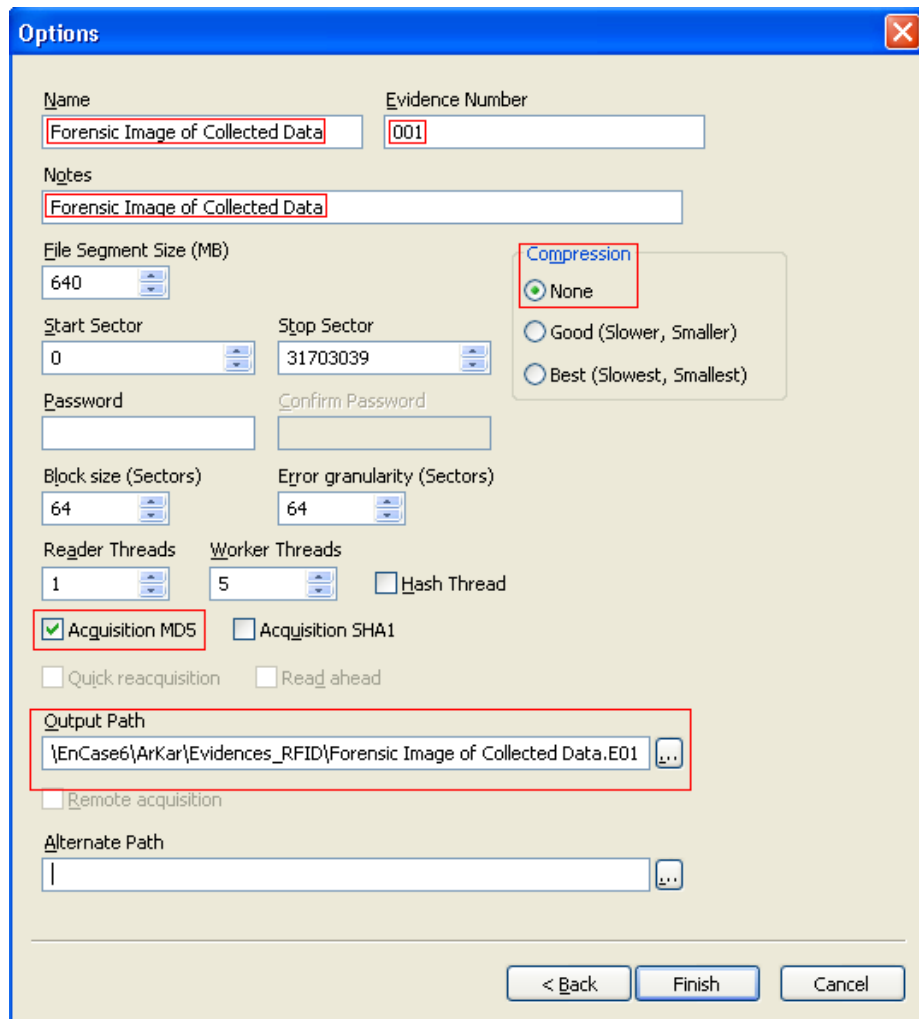 Options
Name Evidence Number
Forensic Image of Collected Data 001
Notes
Forensic Image of Collected Data
File Segment Size (MB) Compression
640 None
Start Sector Stop Sector Good (Slower, Smaller)
0 31703039
Best (Slowest, Smallest)
Password Confirm Password
Block size (Sectors) Error granularity (Sectors)
64 64
Reader Threads Worker Threads
1 5 Hash Thread
Acquisition MD5 Acquisition SHA1
Quick reacquisition Read ahead
Output Path
\EnCase6\ArKar\Evidences_RFID\Forensic Image of Collected Data.E01 ...
Remote acquisition
Alternate Path
...
< Back Finish Cancel